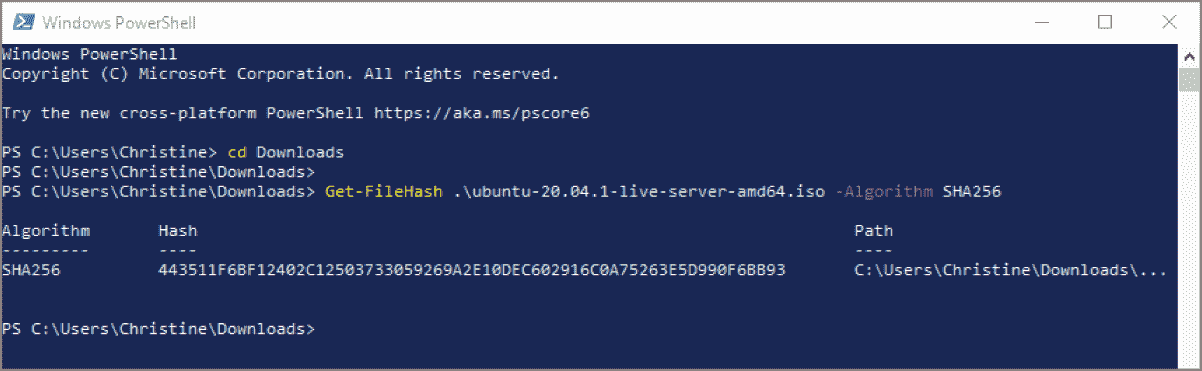 Windows PowerShell
Windows PowerShell
Copyright (C) Microsoft Corporation. All rights reserved.
Try the new cross-platform PowerShell https://aka.ms/pscore6
PS C:\Users\Christine> cd Downloads
PS C:\Users\Christine\Downloads>
PS C:\Users\Christine\Downloads> Get-FileHash .\ubuntu-20.04.1-live-server-amd64.iso -Algorithm SHA256
Algorithm       Hash                                                                   Path
---------       ----                                                                   ----
SHA256          443511F6BF12402C12503733059269A2E10DEC602916C0A75263E5D990F6BB93       C:\Users\Christine\Downloads\...
PS C:\Users\Christine\Downloads>